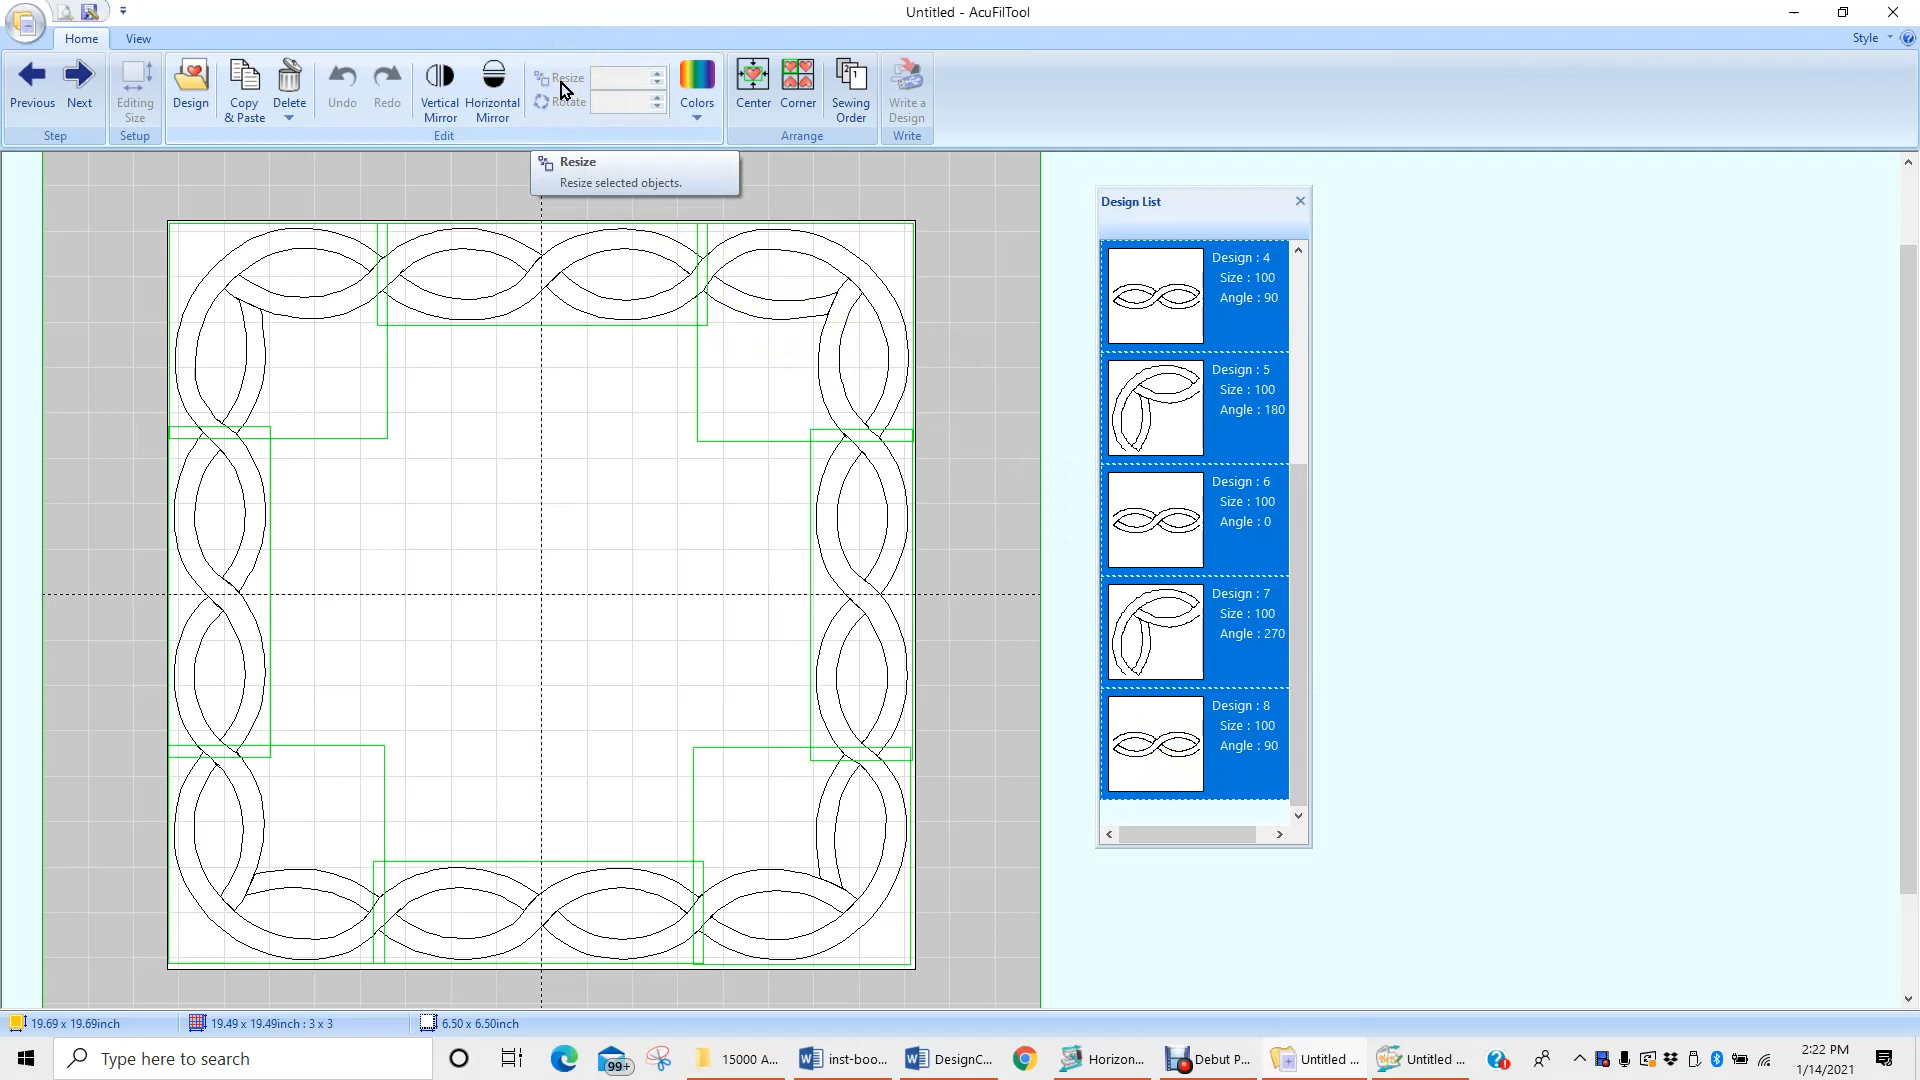 Untitled - AcuFilTool
Home View Style
Previous Next Editing Size Design Copy & Paste Delete Undo Redo Vertical Mirror Horizontal Mirror Resize Rotate Colors Center Corner Sewing Order Write a Design
Step Setup Edit Arrange Write
Resize
Resize selected objects.
Design List
Design : 4
Size : 100
Angle : 90
Design : 5
Size : 100
Angle : 180
Design : 6
Size : 100
Angle : 0
Design : 7
Size : 100
Angle : 270
Design : 8
Size : 100
Angle : 90
19.69 x 19.69inch 19.49 x 19.49inch : 3 x 3 6.50 x 6.50inch
Type here to search 99+ 15000 A... inst-boo... DesignC... Horizon... Debut P... Untitled ... Untitled ... 2:22 PM
1/14/2021